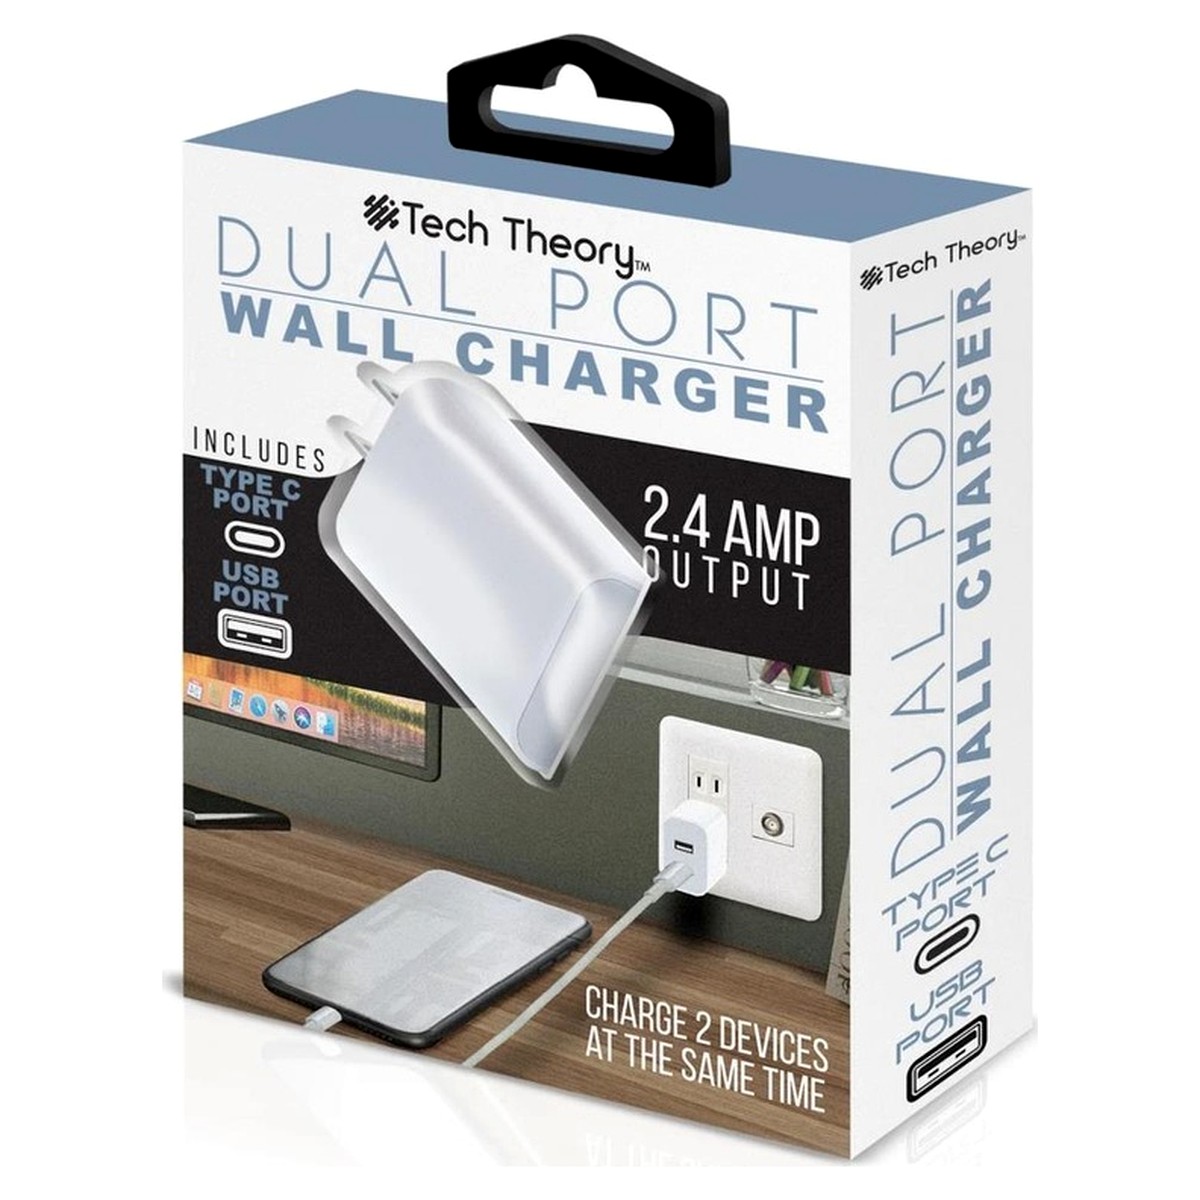 Tech Theory™
DUAL PORT
WALL CHARGER
INCLUDES
TYPE C
PORT
USB
PORT
2.4 AMP
OUTPUT
CHARGE 2 DEVICES
AT THE SAME TIME
Tech Theory™
DUAL PORT
WALL CHARGER
TYPE C
PORT
USB
PORT